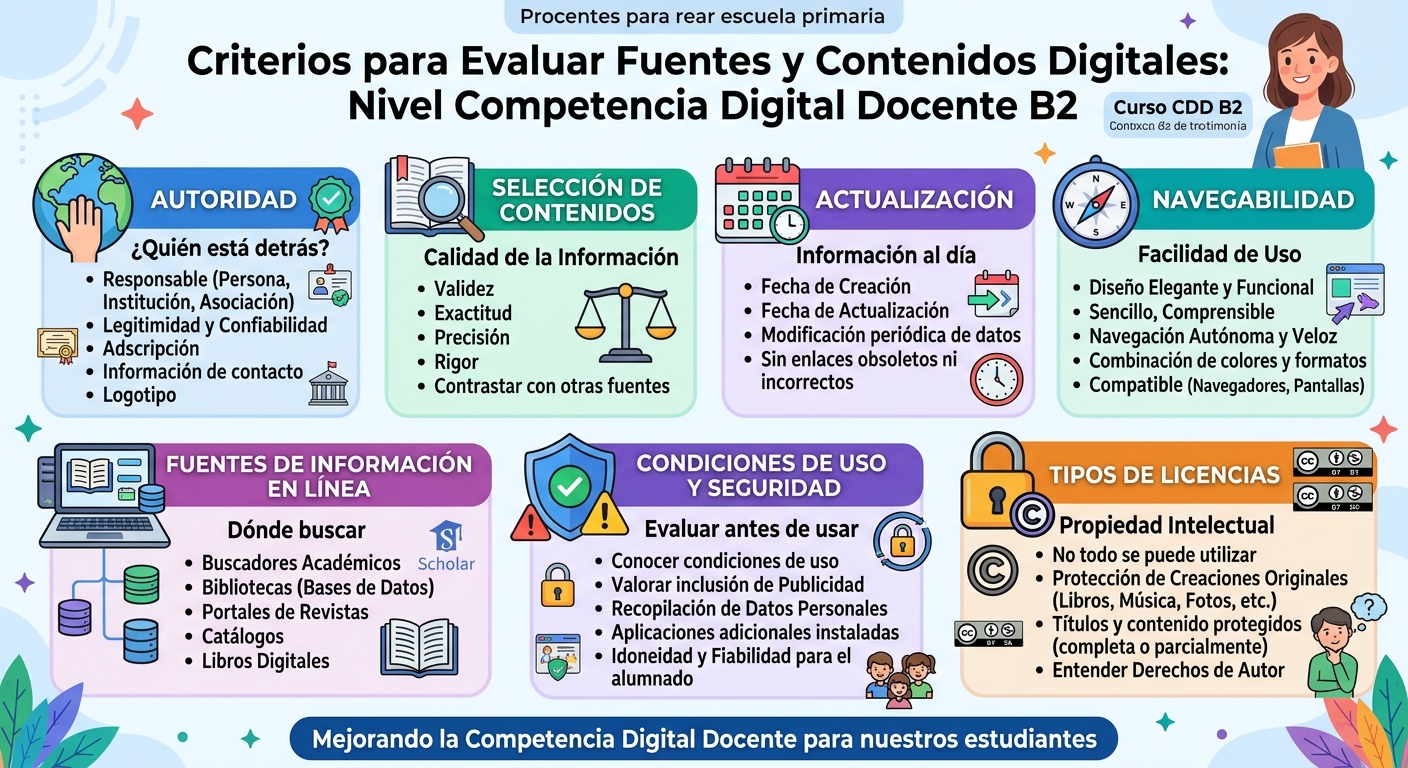 Procentes para rear escuela primaria
Criterios para Evaluar Fuentes y Contenidos Digitales:
Nivel Competencia Digital Docente B2
Curso CDD B2
de
AUTORIDAD
¿Quién está detrás?
• Responsable (Persona,
Institución, Asociación)
• Legitimidad y Confiabilidad
• Adscripción
• Información de contacto
• Logotipo
SELECCIÓN DE
CONTENIDOS
Calidad de la Información
• Validez
• Exactitud
• Precisión
• Rigor
• Contrastar con otras fuentes
ACTUALIZACIÓN
Información al día
• Fecha de Creación
• Fecha de Actualización
• Modificación periódica de datos
• Sin enlaces obsoletos ni
incorrectos
N
W
E
S
NAVEGABILIDAD
Facilidad de Uso
• Diseño Elegante y Funcional
• Sencillo, Comprensible
• Navegación Autónoma y Veloz
• Combinación de colores y formatos
• Compatible (Navegadores, Pantallas)
FUENTES DE INFORMACIÓN
EN LÍNEA
Dónde buscar
S
Scholar
• Buscadores Académicos
• Bibliotecas (Bases de Datos)
• Portales de Revistas
• Catálogos
• Libros Digitales
CONDICIONES DE USO
Y SEGURIDAD
Evaluar antes de usar
• Conocer condiciones de uso
• Valorar inclusión de Publicidad
• Recopilación de Datos Personales
• Aplicaciones adicionales instaladas
• Idoneidad y Fiabilidad para el
alumnado
TIPOS DE LICENCIAS
cc
cc
©
Propiedad Intelectual
©
cc
• No todo se puede utilizar
• Protección de Creaciones Originales
(Libros, Música, Fotos, etc.)
• Títulos y contenido protegidos
(completa o parcialmente)
• Entender Derechos de Autor
?
Mejorando la Competencia Digital Docente para nuestros estudiantes